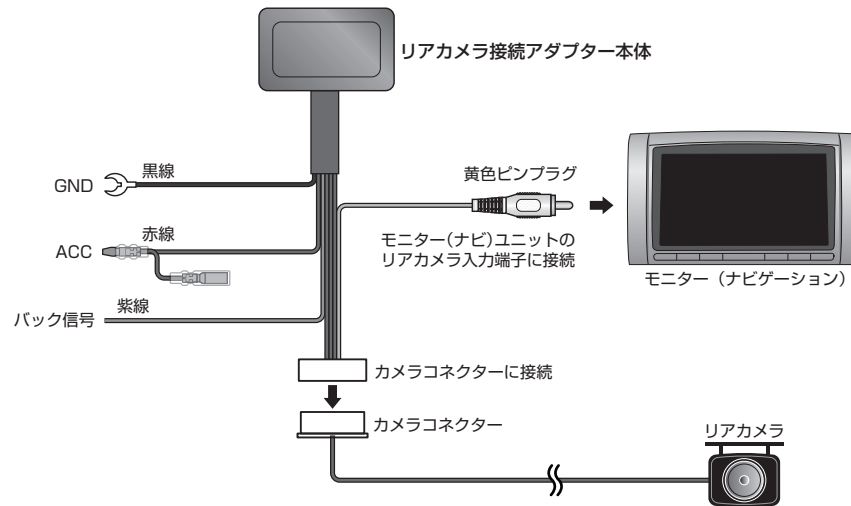 リアカメラ接続アダプター本体
黒線
GND
黄色ピンプラグ
赤線
ACC
モニター(ナビ)ユニットの
リアカメラ入力端子に接続
モニター(ナビゲーション)
紫線
バック信号
カメラコネクターに接続
カメラコネクター
リアカメラ